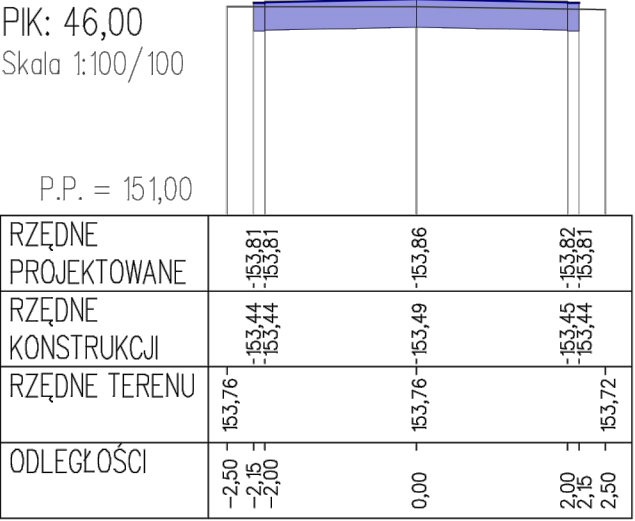 PIK: 46,00
Skala 1:100/100
P.P. = 151,00
RZĘDNE
PROJEKTOWANE
153,81
153,81
153,86
153,82
153,81
RZĘDNE
KONSTRUKCJI
153,44
153,44
153,49
153,45
153,44
RZĘDNE TERENU
153,76
153,76
153,72
ODLEGŁOŚCI
-2,50
-2,15
-2,00
0,00
2,00
2,15
2,50